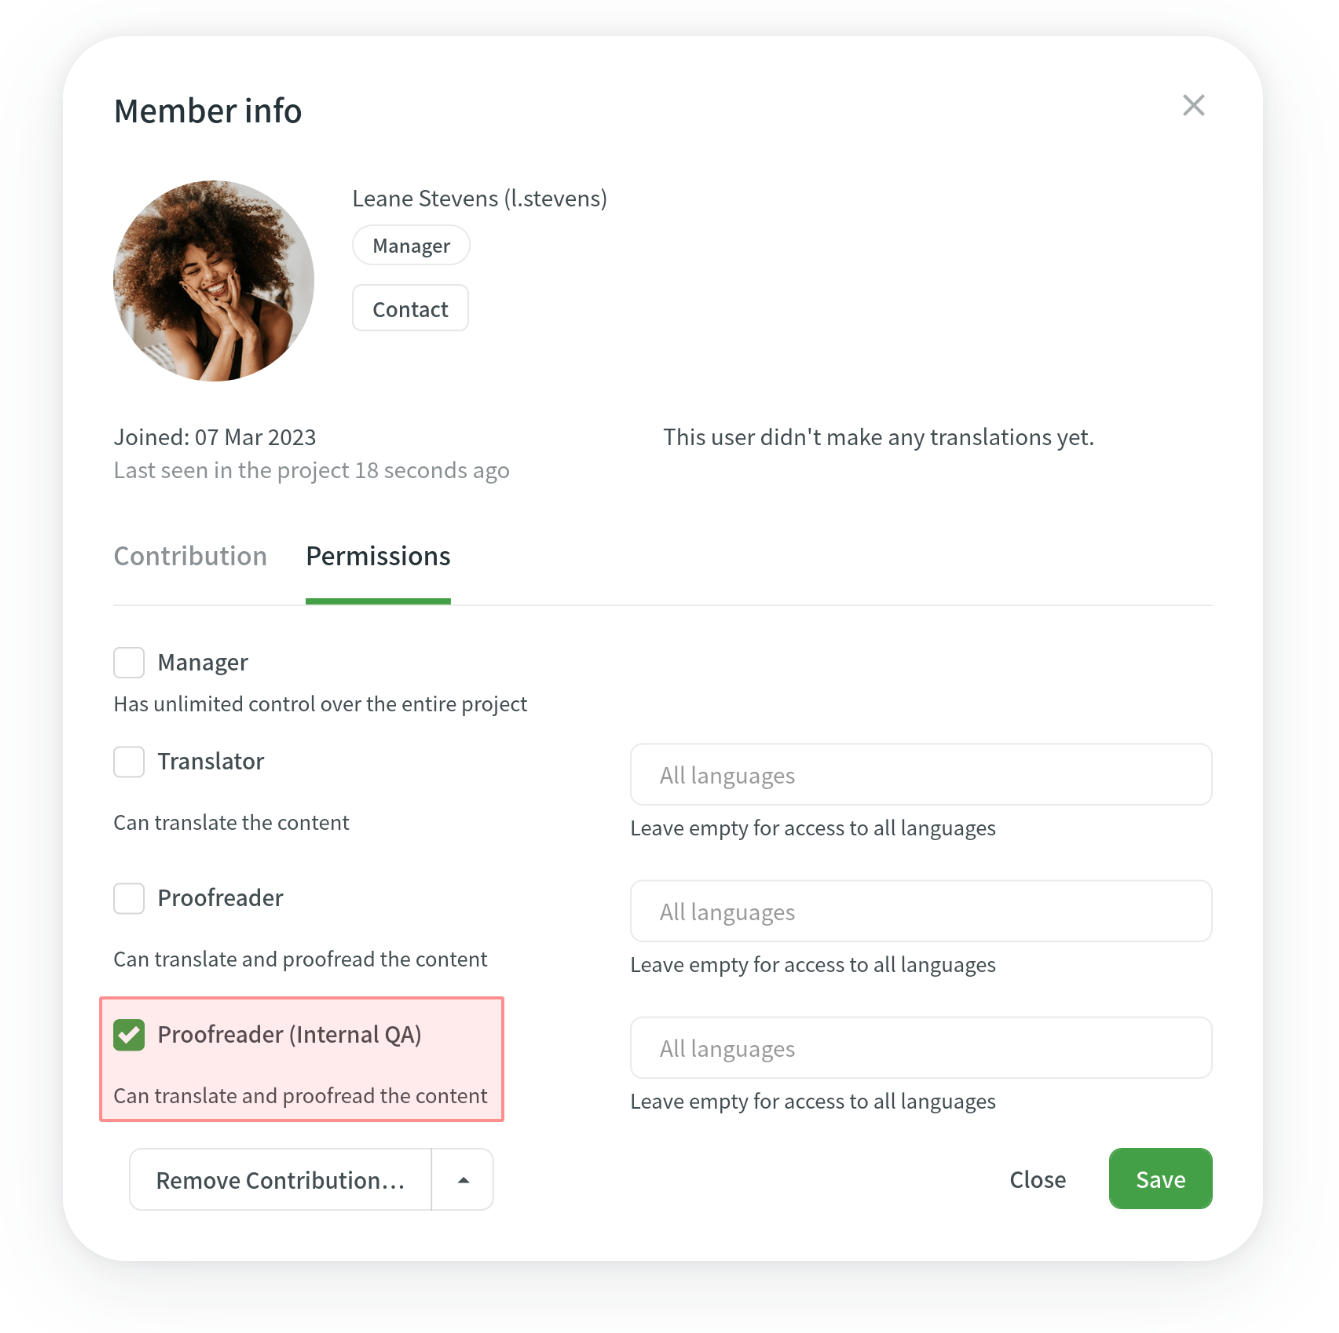 Member info
Leane Stevens (l.stevens)
Manager
Contact
Joined: 07 Mar 2023
Last seen in the project 18 seconds ago
This user didn't make any translations yet.
Contribution
Permissions
Manager
Has unlimited control over the entire project
Translator
Can translate the content
All languages
Leave empty for access to all languages
Proofreader
Can translate and proofread the content
All languages
Leave empty for access to all languages
Proofreader (Internal QA)
Can translate and proofread the content
All languages
Leave empty for access to all languages
Remove Contribution...
Close
Save